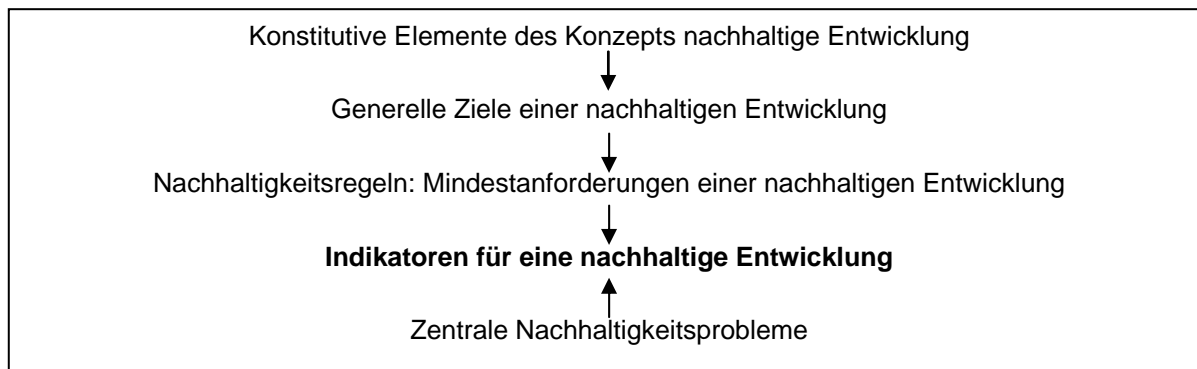 Konstitutive Elemente des Konzepts nachhaltige Entwicklung
Generelle Ziele einer nachhaltigen Entwicklung
Nachhaltigkeitsregeln: Mindestanforderungen einer nachhaltigen Entwicklung
Indikatoren für eine nachhaltige Entwicklung
Zentrale Nachhaltigkeitsprobleme